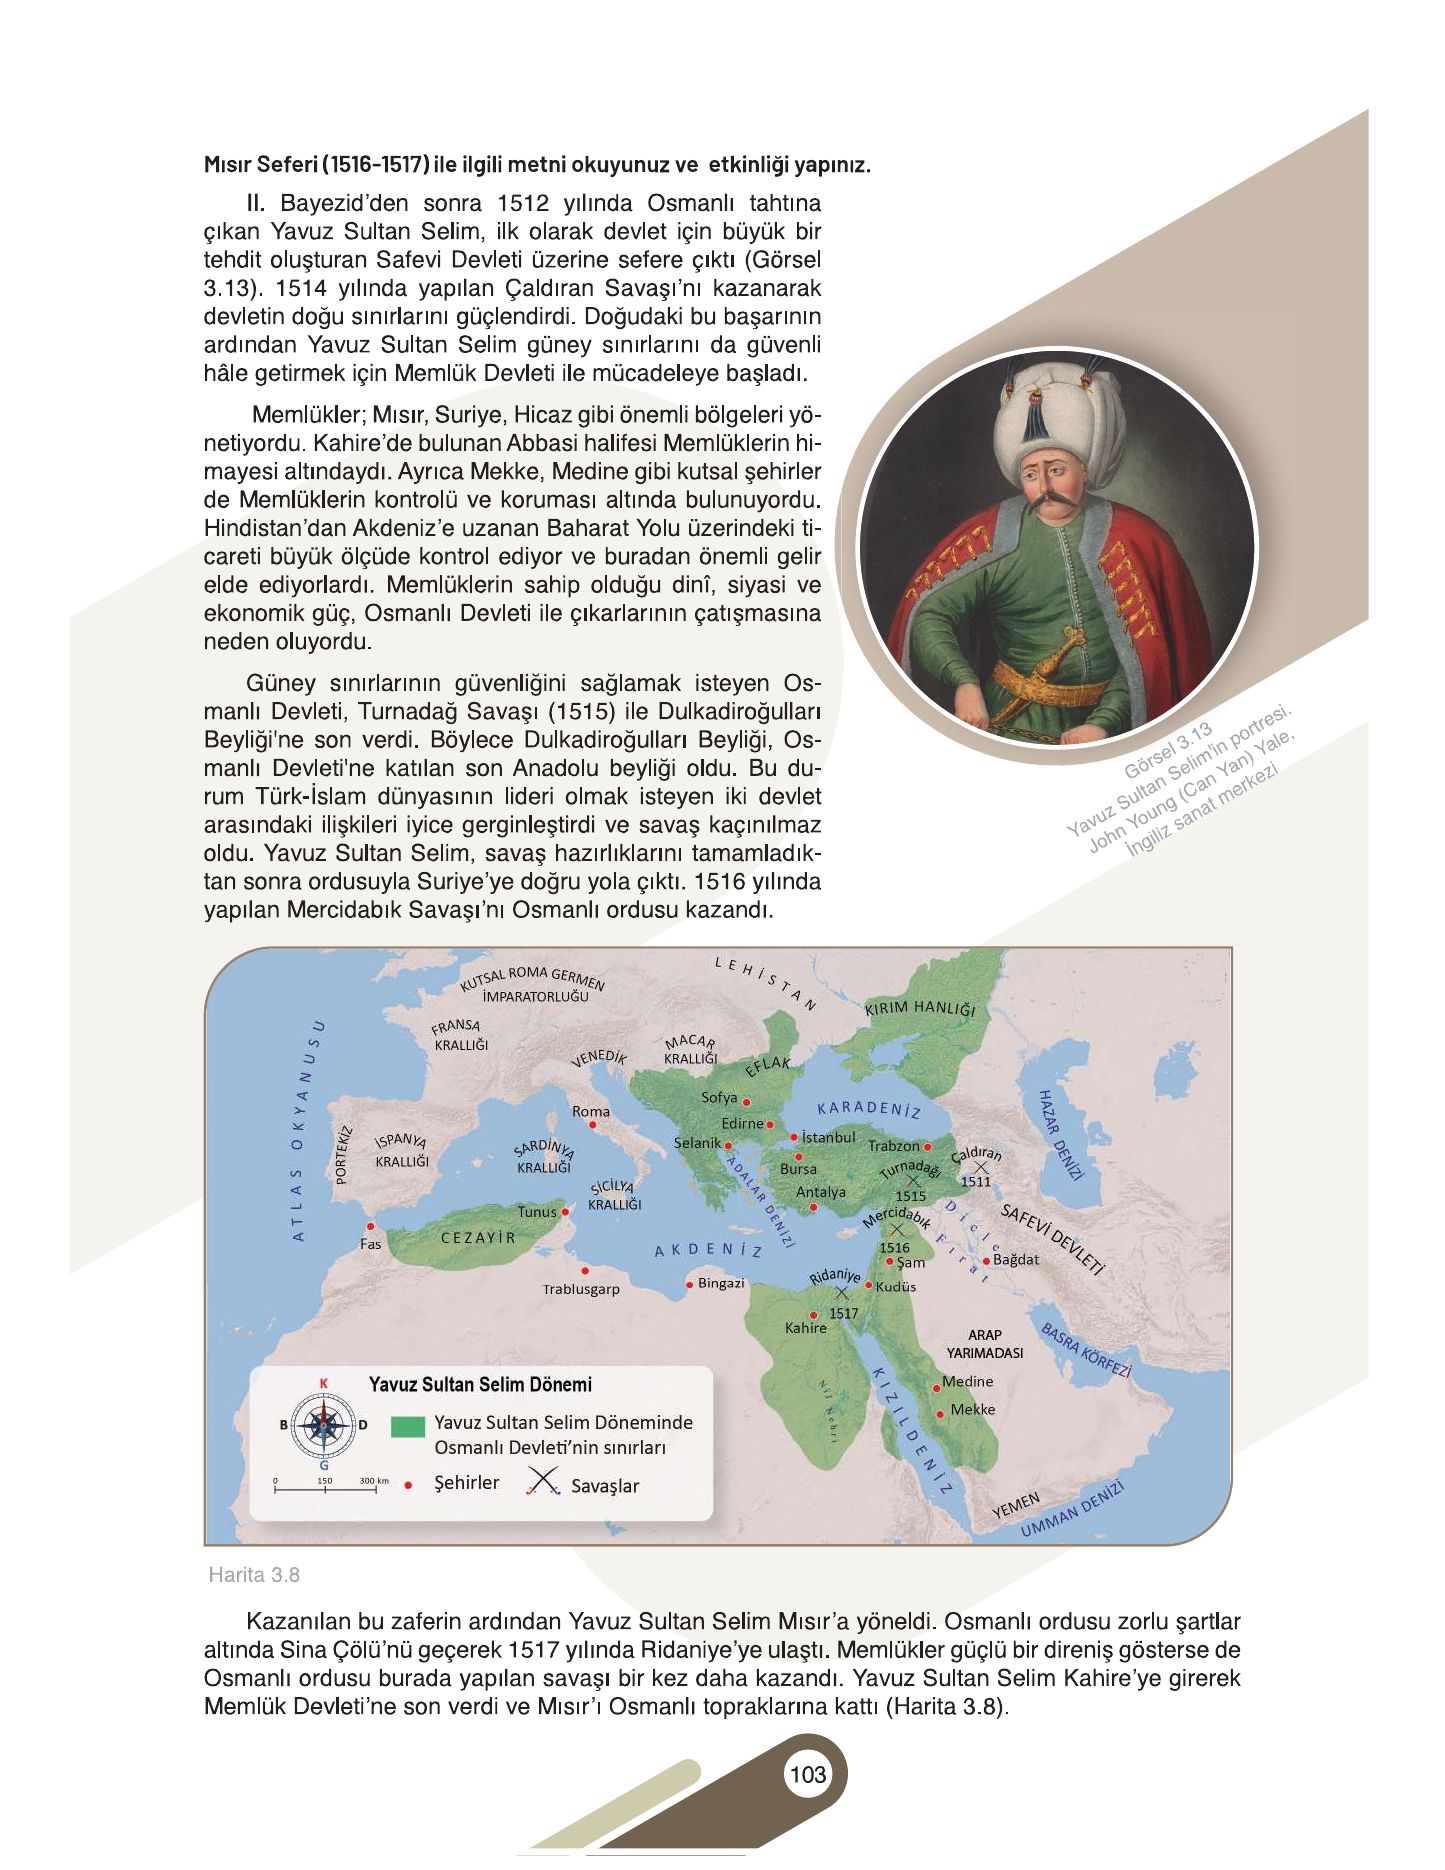 Mısır Seferi (1516-1517) ile ilgili metni okuyunuz ve etkinliği yapınız.
II. Bayezid’den sonra 1512 yılında Osmanlı tahtına
çıkan Yavuz Sultan Selim, ilk olarak devlet için büyük bir
tehdit oluşturan Safevi Devleti üzerine sefere çıktı (Görsel
3.13). 1514 yılında yapılan Çaldıran Savaşı’nı kazanarak
devletin doğu sınırlarını güçlendirdi. Doğudaki bu başarının
ardından Yavuz Sultan Selim güney sınırlarını da güvenli
hâle getirmek için Memlük Devleti ile mücadeleye başladı.
Memlükler; Mısır, Suriye, Hicaz gibi önemli bölgeleri yö-
netiyordu. Kahire’de bulunan Abbasi halifesi Memlüklerin hi-
mayesi altındaydı. Ayrıca Mekke, Medine gibi kutsal şehirler
de Memlüklerin kontrolü ve koruması altında bulunuyordu.
Hindistan’dan Akdeniz’e uzanan Baharat Yolu üzerindeki ti-
careti büyük ölçüde kontrol ediyor ve buradan önemli gelir
elde ediyorlardı. Memlüklerin sahip olduğu dinî, siyasi ve
ekonomik güç, Osmanlı Devleti ile çıkarlarının çatışmasına
neden oluyordu.
Güney sınırlarının güvenliğini sağlamak isteyen Os-
manlı Devleti, Turnadağ Savaşı (1515) ile Dulkadiroğulları
Beyliği'ne son verdi. Böylece Dulkadiroğulları Beyliği, Os-
manlı Devleti'ne katılan son Anadolu beyliği oldu. Bu du-
rum Türk-İslam dünyasının lideri olmak isteyen iki devlet
arasındaki ilişkileri iyice gerginleştirdi ve savaş kaçınılmaz
oldu. Yavuz Sultan Selim, savaş hazırlıklarını tamamladık-
tan sonra ordusuyla Suriye’ye doğru yola çıktı. 1516 yılında
yapılan Mercidabık Savaşı’nı Osmanlı ordusu kazandı.
Görsel 3.13
Yavuz Sultan Selim'in portresi.
John Young (Can Yan) Yale,
İngiliz sanat merkezi
LEHİSTAN
KUTSAL ROMA GERMEN
İMPARATORLUĞU
KIRIM HANLIĞI
FRANSA
KRALLIĞI
MACAR
KRALLIĞI
VENEDİK
EFLAK
ATLAS OKYANUSU
Sofya
KARADENİZ
HAZAR DENİZİ
Roma
Edirne
İstanbul
PORTEKİZ
İSPANYA
KRALLIĞI
SARDİNYA
KRALLIĞI
Selanik
Trabzon
Çaldıran
1511
Bursa
Turnadağı
1515
ADALAR DENİZİ
Antalya
SİCİLYA
KRALLIĞI
Tunus
Mercidabık
1516
Dicle
Fırat
SAFEVİ DEVLETİ
Fas
CEZAYİR
AKDENİZ
Şam
Bağdat
Trablusgarp
Bingazi
Ridaniye
1517
Kudüs
Kahire
ARAP
YARIMADASI
BASRA KÖRFEZİ
Nil Nehri
KIZILDENİZ
Medine
Mekke
YEMEN
UMMAN DENİZİ
K
B
D
G
Yavuz Sultan Selim Dönemi
Yavuz Sultan Selim Döneminde
Osmanlı Devleti’nin sınırları
0 150 300 km
Şehirler
Savaşlar
Harita 3.8
Kazanılan bu zaferin ardından Yavuz Sultan Selim Mısır’a yöneldi. Osmanlı ordusu zorlu şartlar
altında Sina Çölü’nü geçerek 1517 yılında Ridaniye’ye ulaştı. Memlükler güçlü bir direniş gösterse de
Osmanlı ordusu burada yapılan savaşı bir kez daha kazandı. Yavuz Sultan Selim Kahire’ye girerek
Memlük Devleti’ne son verdi ve Mısır’ı Osmanlı topraklarına kattı (Harita 3.8).
103